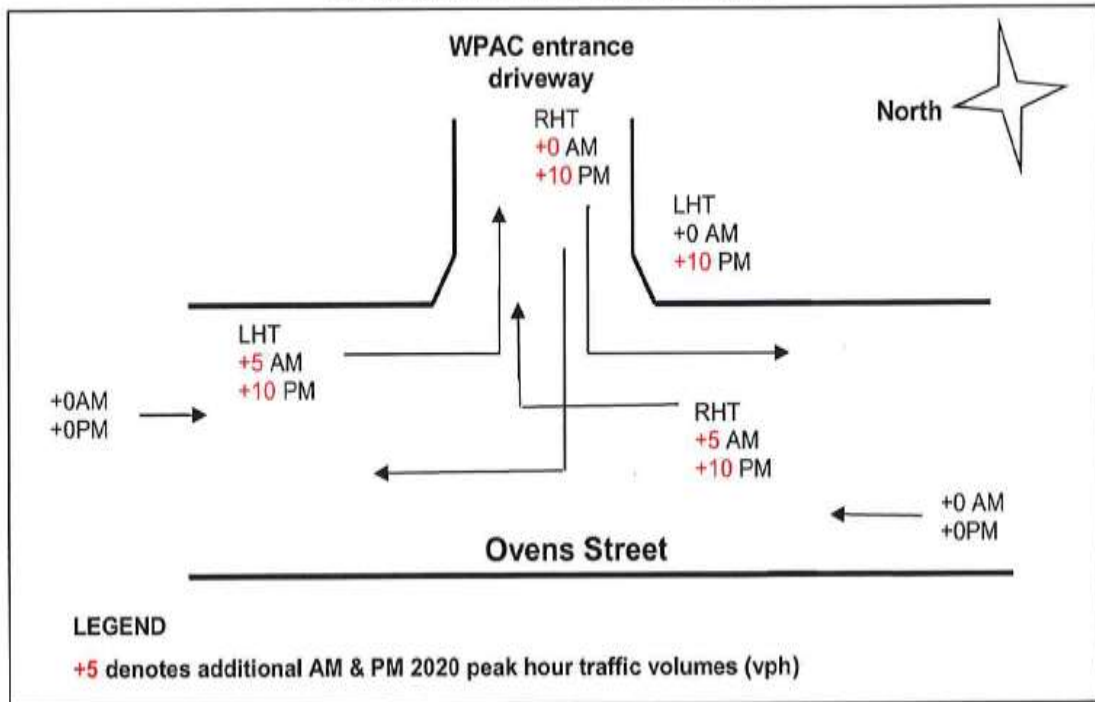 WPAC entrance
driveway
North
RHT
+0 AM
+10 PM
LHT
+0 AM
+10 PM
LHT
+5 AM
+10 PM
+0AM
+0PM
RHT
+5 AM
+10 PM
+0 AM
+0PM
Ovens Street
LEGEND
+5 denotes additional AM & PM 2020 peak hour traffic volumes (vph)